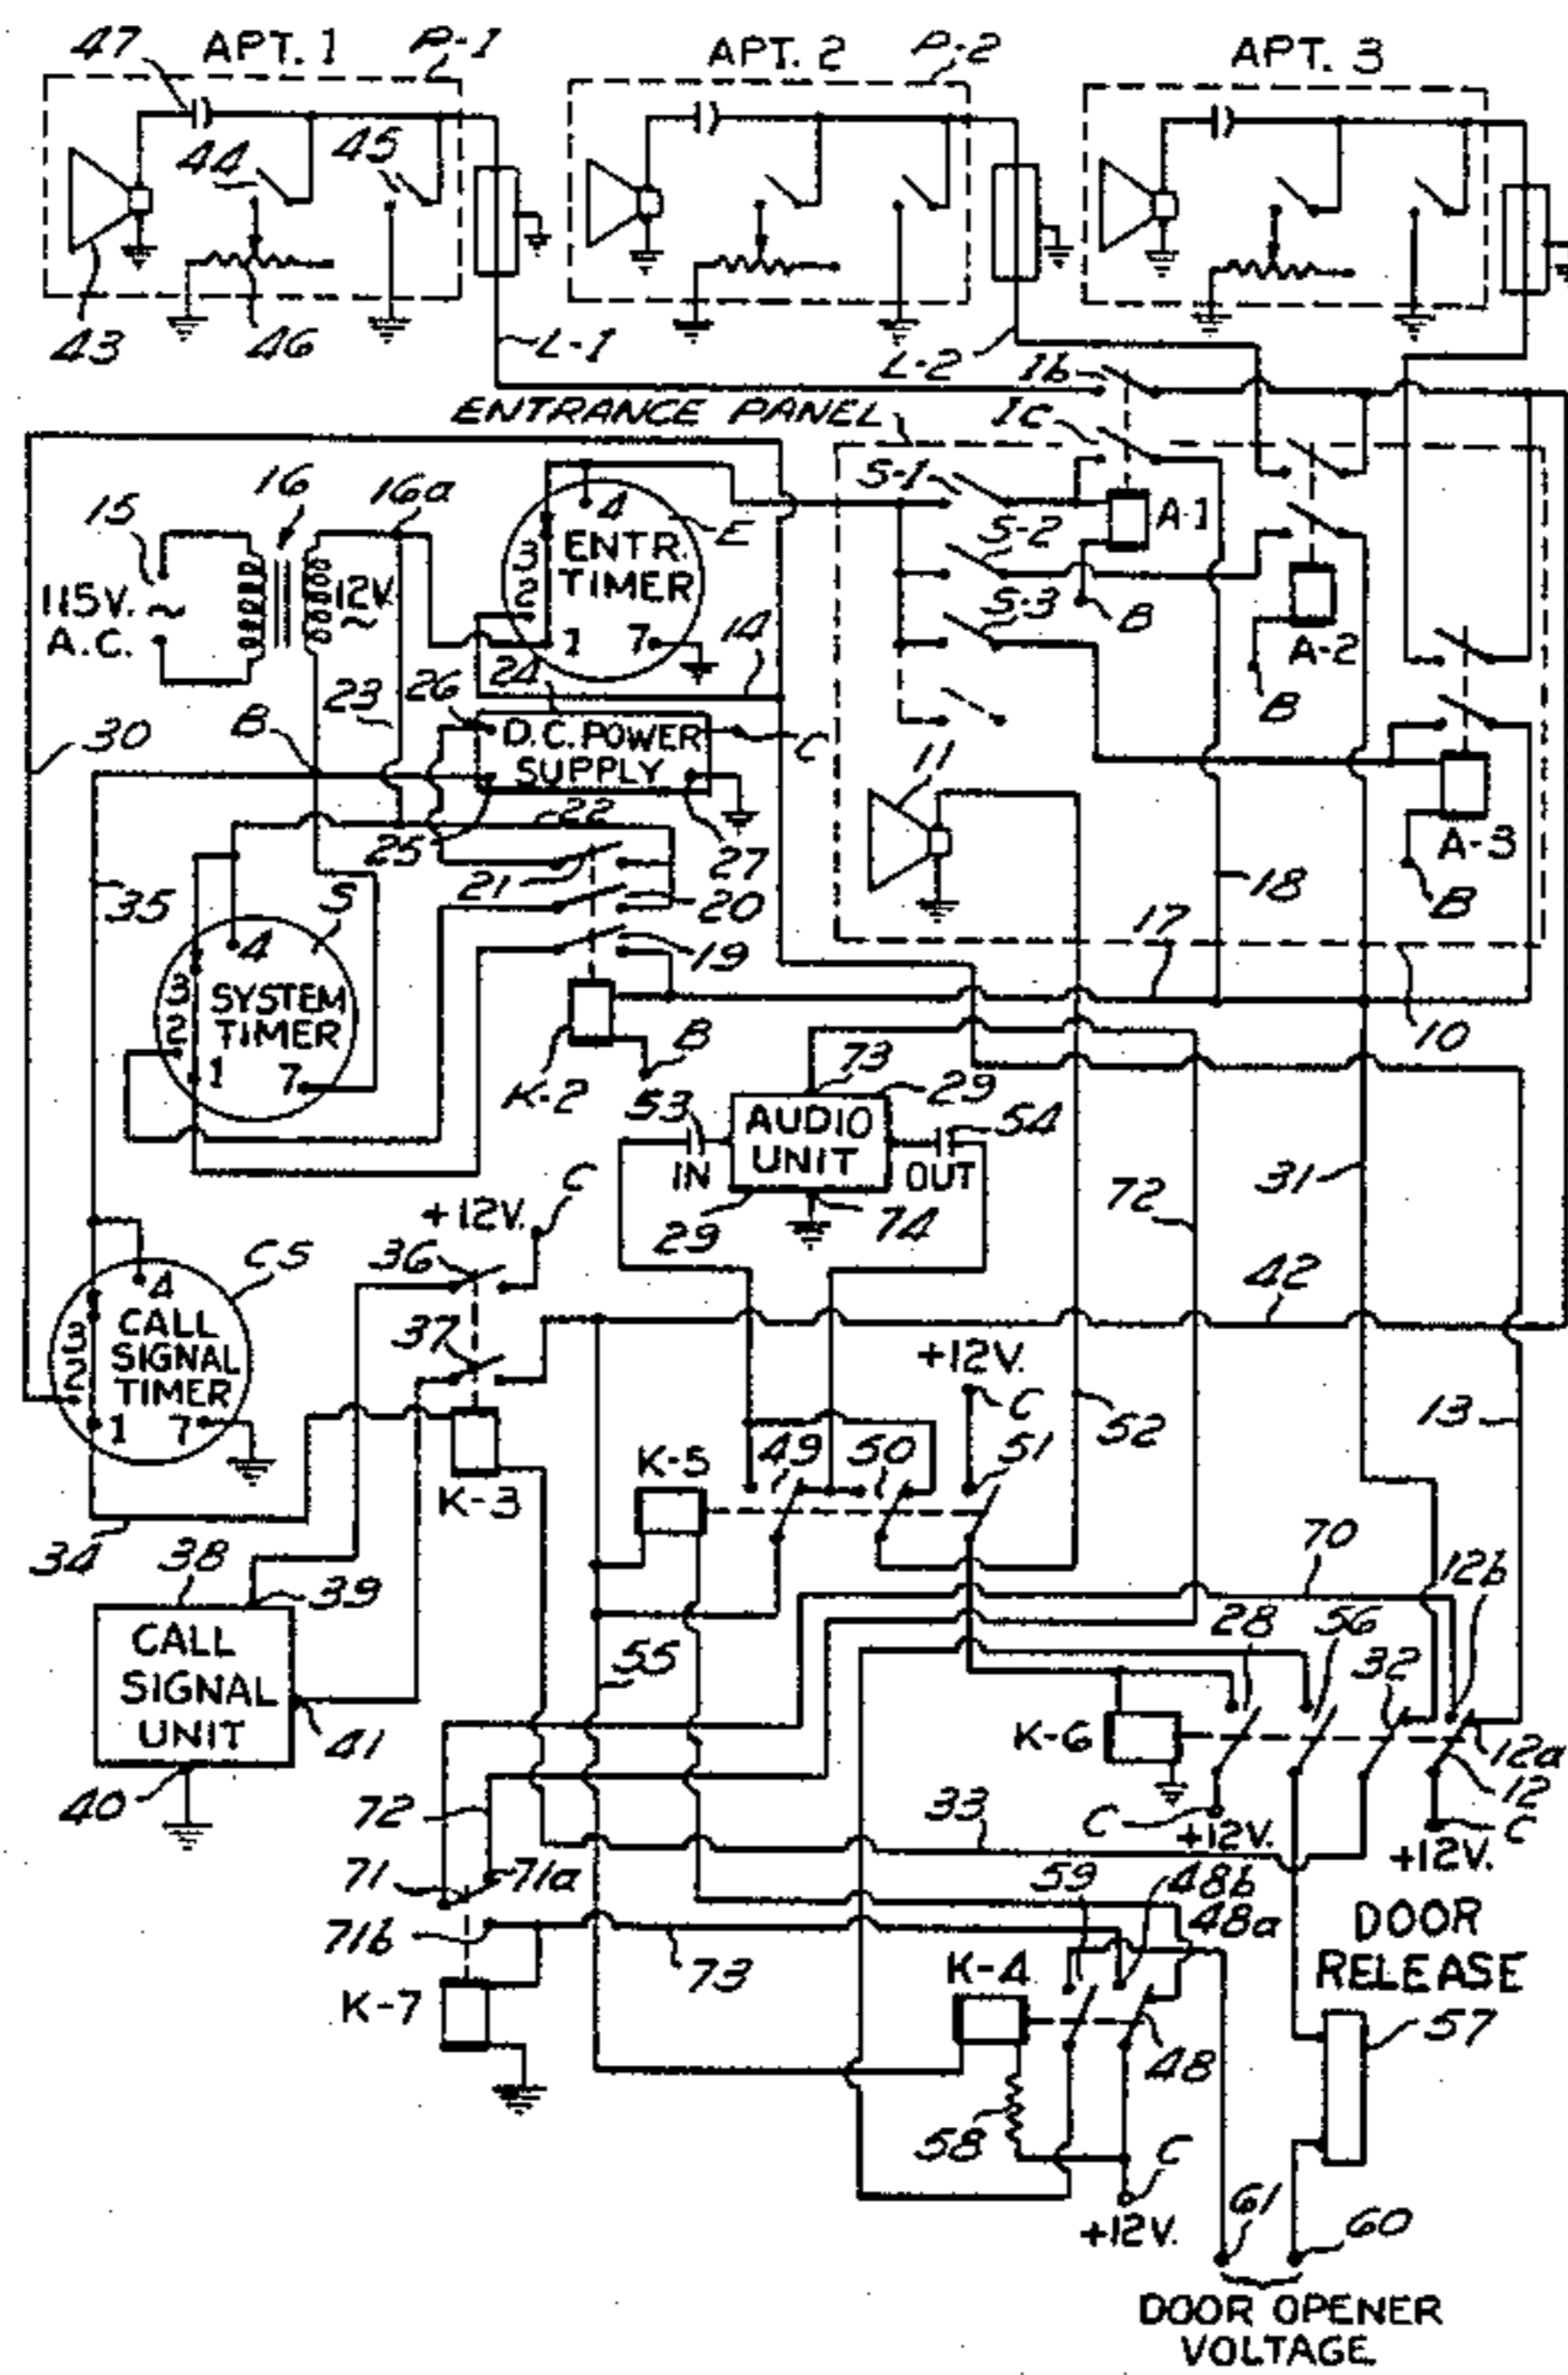 47 APT. 1 P-1 APT. 2 P-2 APT. 3
44 45
43 46 L-1 L-2 1b
ENTRANCE PANEL 1c
15 16 16a 4 E S-1 A-1
3 ENTR.
2 TIMER
1 7
115V. ~
A.C.
12V.
~
S-2
S-3
B
A-2
B
14
30 B 23 26 24
D.C. POWER
SUPPLY
C 11
25 22 27 A-3
B
35 S 21 20 18
19 17
4
3 SYSTEM
2 TIMER
1 7
K-2 B 10
73 29
53 AUDIO
UNIT
54
IN OUT
29 74 72 31
+12V. C
36
C5
4
3 CALL
SIGNAL
2 TIMER
1 7
37 42
+12V.
C 52 13
K-5 49 50 51
K-3
34 38 39 70 12b
CALL
SIGNAL
UNIT
41
40
55 28 56 32
K-6 12a
12
72 33 C
+12V.
C
+12V.
71 71a 59 48b
48a
71b 73
DOOR
RELEASE
K-7 K-4 57
48
58 C
+12V.
61 60
DOOR OPENER
VOLTAGE